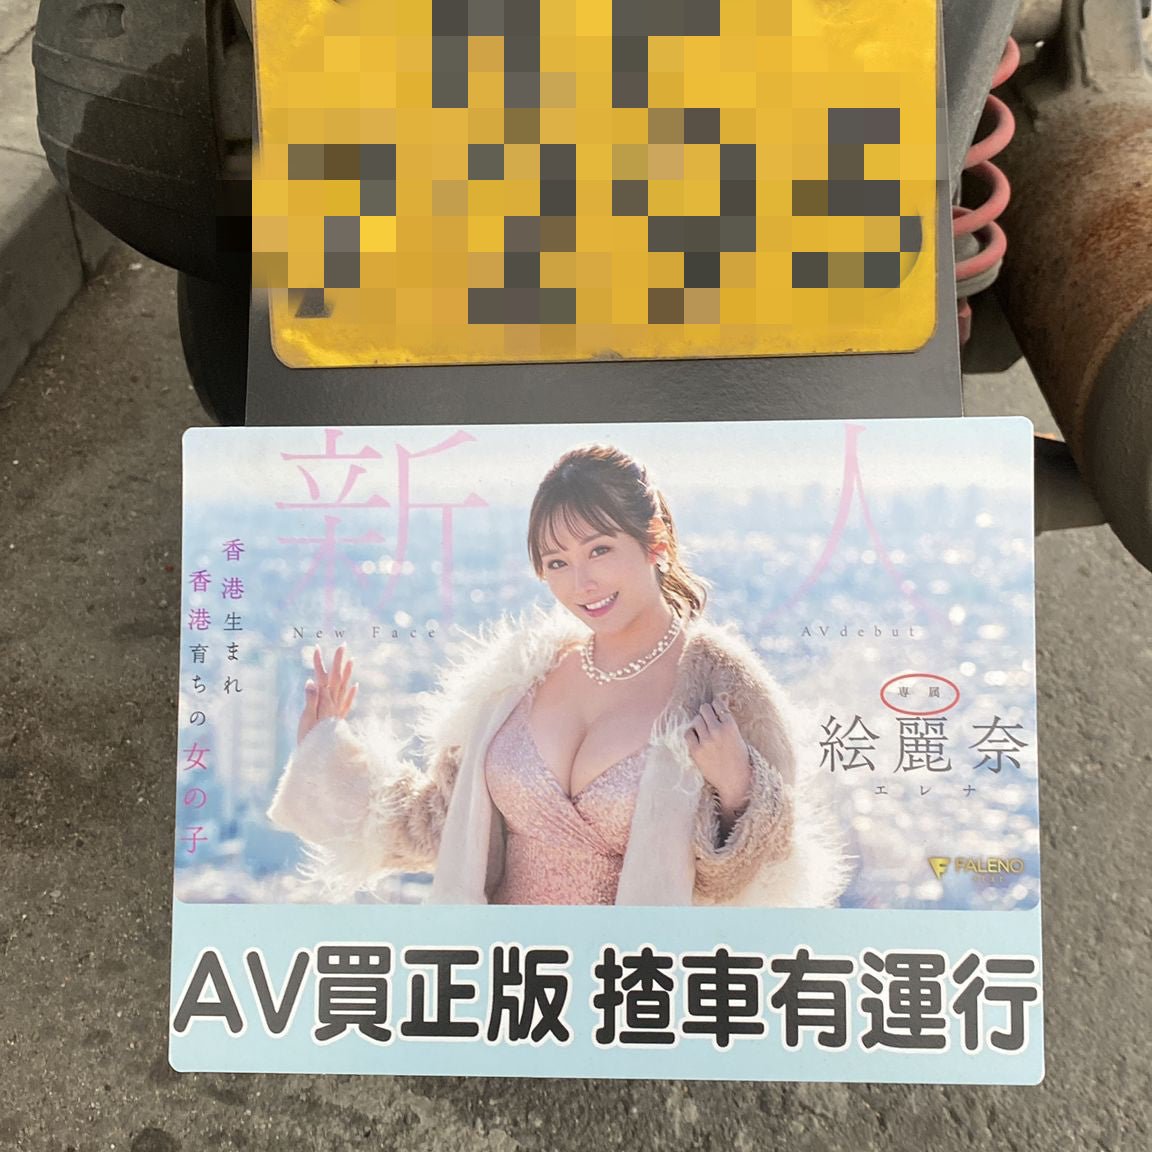 新人
New Face
AVdebut
香港生まれ
香港育ちの女の子
専属
絵麗奈
エレナ
FALENO
AV買正版 揸車有運行